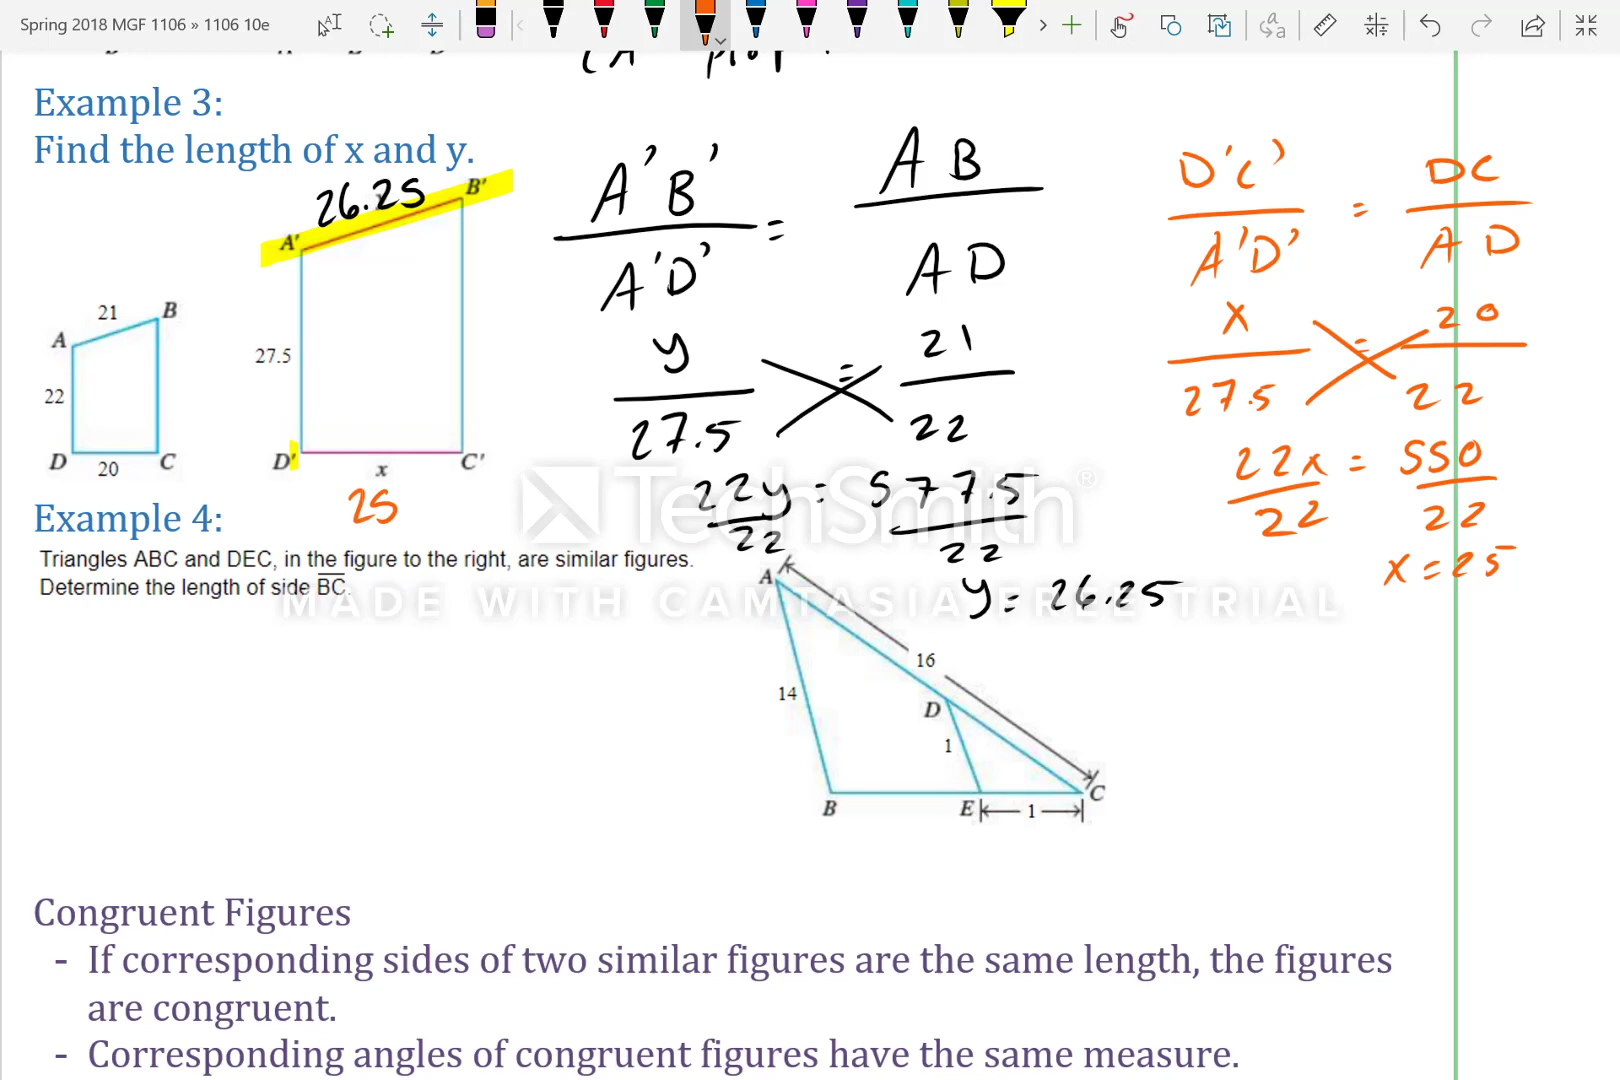 Spring 2018 MGF 1106 » 1106 10e
Example 3:
Find the length of x and y.
26.25
A'
B'
27.5
D'
x
C'
25
21
A
B
22
D
20
C
A'B' = AB
A'D' AD
y = 21
27.5 22
22y = 577.5
22 22
y = 26.25
D'C' = DC
A'D' AD
x = 20
27.5 22
22x = 550
22 22
x = 25
TechSmith®
MADE WITH CAMTASIA FREE TRIAL
Example 4:
Triangles ABC and DEC, in the figure to the right, are similar figures.
Determine the length of side BC.
A
16
14
D
1
B
E
1
C
Congruent Figures
- If corresponding sides of two similar figures are the same length, the figures
are congruent.
- Corresponding angles of congruent figures have the same measure.